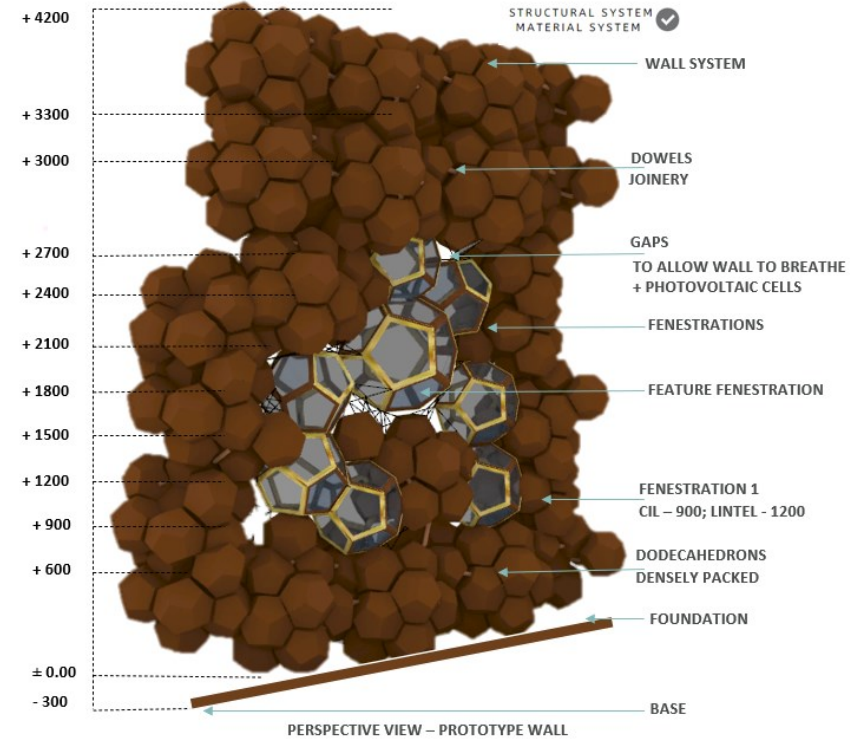 STRUCTURAL SYSTEM
MATERIAL SYSTEM
+ 4200
WALL SYSTEM
+ 3300
+ 3000
DOWELS
JOINERY
+ 2700
GAPS
TO ALLOW WALL TO BREATHE
+ PHOTOVOLTAIC CELLS
+ 2400
FENESTRATIONS
+ 2100
+ 1800
FEATURE FENESTRATION
+ 1500
+ 1200
FENESTRATION 1
CIL – 900; LINTEL - 1200
+ 900
DODECAHEDRONS
DENSELY PACKED
+ 600
FOUNDATION
± 0.00
- 300
BASE
PERSPECTIVE VIEW – PROTOTYPE WALL